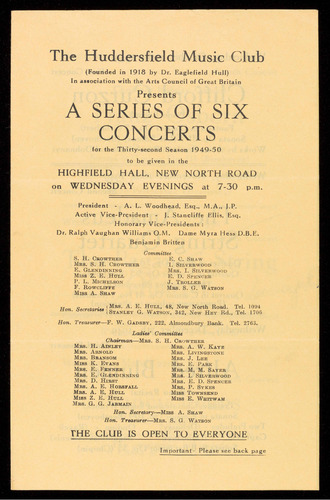 The Huddersfield Music Club
(Founded in 1918 by Dr. Eaglefield Hull)
In association with the Arts Council of Great Britain
Presents
A SERIES OF SIX
CONCERTS
for the Thirty-second Season 1949-50
to be given in the
HIGHFIELD HALL, NEW NORTH ROAD
on WEDNESDAY EVENINGS at 7-30 p.m.
President - A. L. Woodhead, Esq., M.A., J.P.
Active Vice-President - J. Stancliffe Ellis, Esq.
Honorary Vice-Presidents:
Dr. Ralph Vaughan Williams O.M. Dame Myra Hess D.B.E.
Benjamin Britten
Committee
S. H. Crowther E. C. Shaw
Mrs. S. H. Crowther I. Silverwood
E. Glendinning Mrs. I. Silverwood
Miss Z. E. Hull E. D. Spencer
P. L. Michelson J. Troller
F. Rowcliffe Mrs. S. G. Watson
Miss A. Shaw
Hon. Secretaries Mrs. A. E. Hull, 48, New North Road. Tel. 1094
Stanley G. Watson, 342, New Hey Rd., Tel. 1706
Hon. Treasurer—F. W. Gadsby, 222, Almondbury Bank. Tel. 2763.
Ladies' Committee
Chairman—Mrs. S. H. Crowther
Mrs. H. Ainley Mrs. A. W. Kaye
Mrs. Arnold Mrs. Livingstone
Mrs. Bransom Mrs. J. Lee
Miss K. Evans Mrs. E. Park
Mrs. E. Fenner Mrs. M. M. Sayer
Mrs. E. Glendinning Mrs. I. Silverwood
Mrs. D. Hirst Mrs. E. D. Spencer
Mrs. A. E. Horsfall Mrs. P. Sykes
Mrs. A. E. Hull Miss Townsend
Miss Z. E. Hull Miss E. Whitwam
Mrs. G. G. Jarmain
Hon. Secretary—Miss A. Shaw
Hon. Treasurer—Mrs. S. G. Watson
THE CLUB IS OPEN TO EVERYONE
Important Please see back page